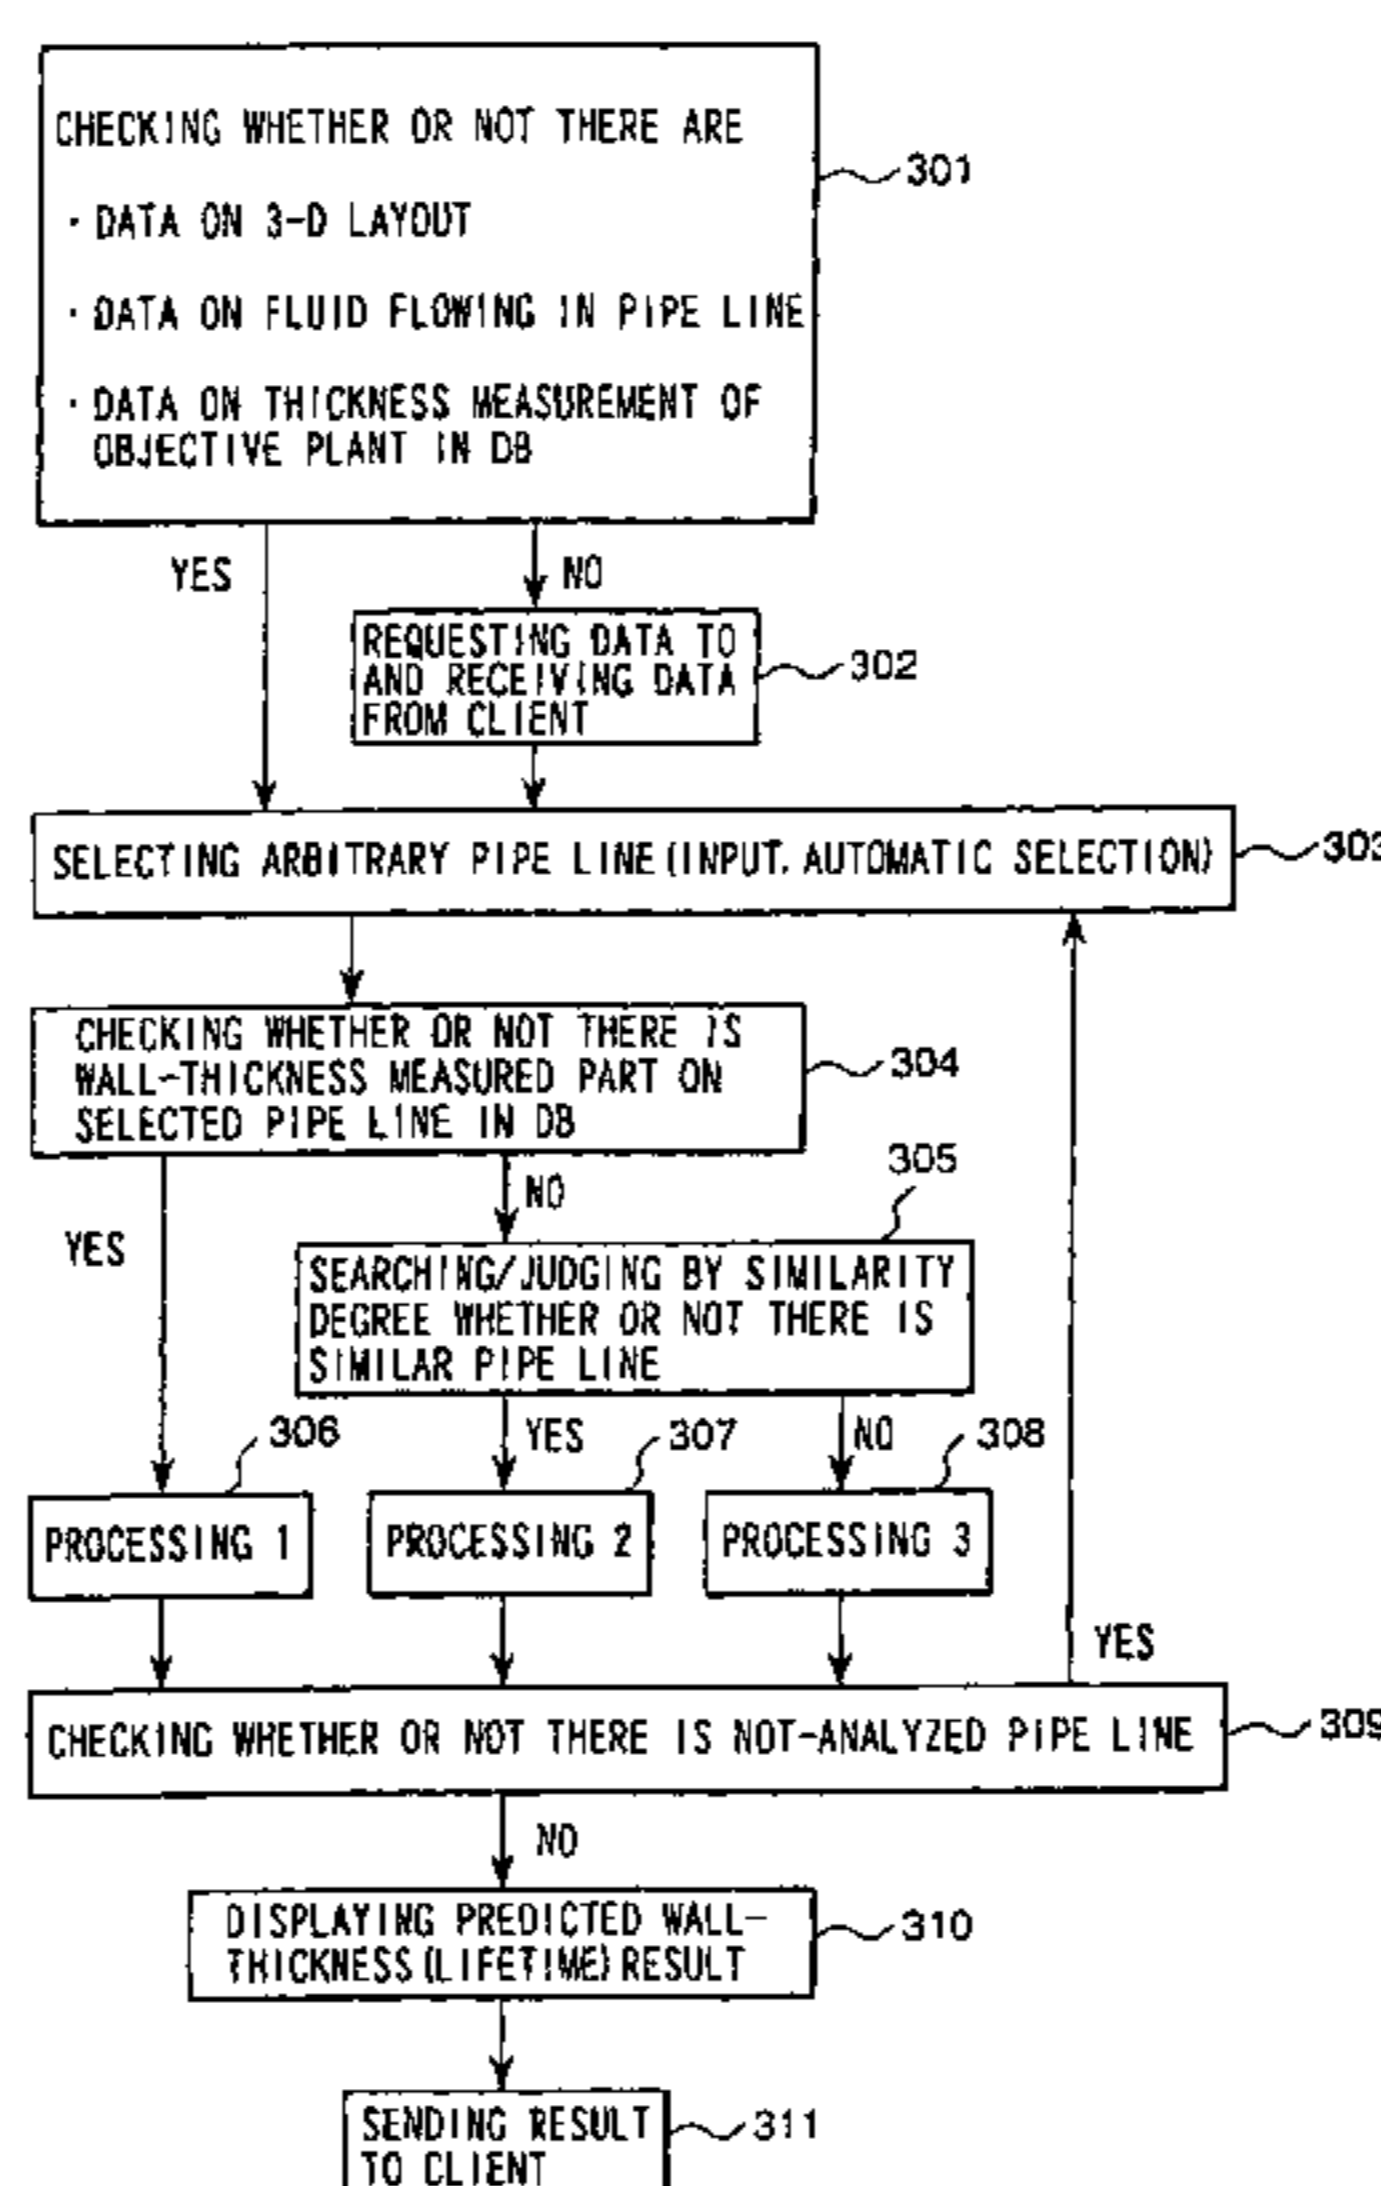 CHECKING WHETHER OR NOT THERE ARE
301
· DATA ON 3-D LAYOUT
· DATA ON FLUID FLOWING IN PIPE LINE
· DATA ON THICKNESS MEASUREMENT OF
OBJECTIVE PLANT IN DB
YES
NO
REQUESTING DATA TO
AND RECEIVING DATA
FROM CLIENT
302
SELECTING ARBITRARY PIPE LINE(INPUT, AUTOMATIC SELECTION)
303
CHECKING WHETHER OR NOT THERE IS
WALL-THICKNESS MEASURED PART ON
SELECTED PIPE LINE IN DB
304
305
NO
YES
SEARCHING/JUDGING BY SIMILARITY
DEGREE WHETHER OR NOT THERE IS
SIMILAR PIPE LINE
306
YES
307
NO
308
PROCESSING 1
PROCESSING 2
PROCESSING 3
YES
CHECKING WHETHER OR NOT THERE IS NOT-ANALYZED PIPE LINE
309
NO
DISPLAYING PREDICTED WALL-
THICKNESS(LIFETIME)RESULT
310
SENDING RESULT
TO CLIENT
311